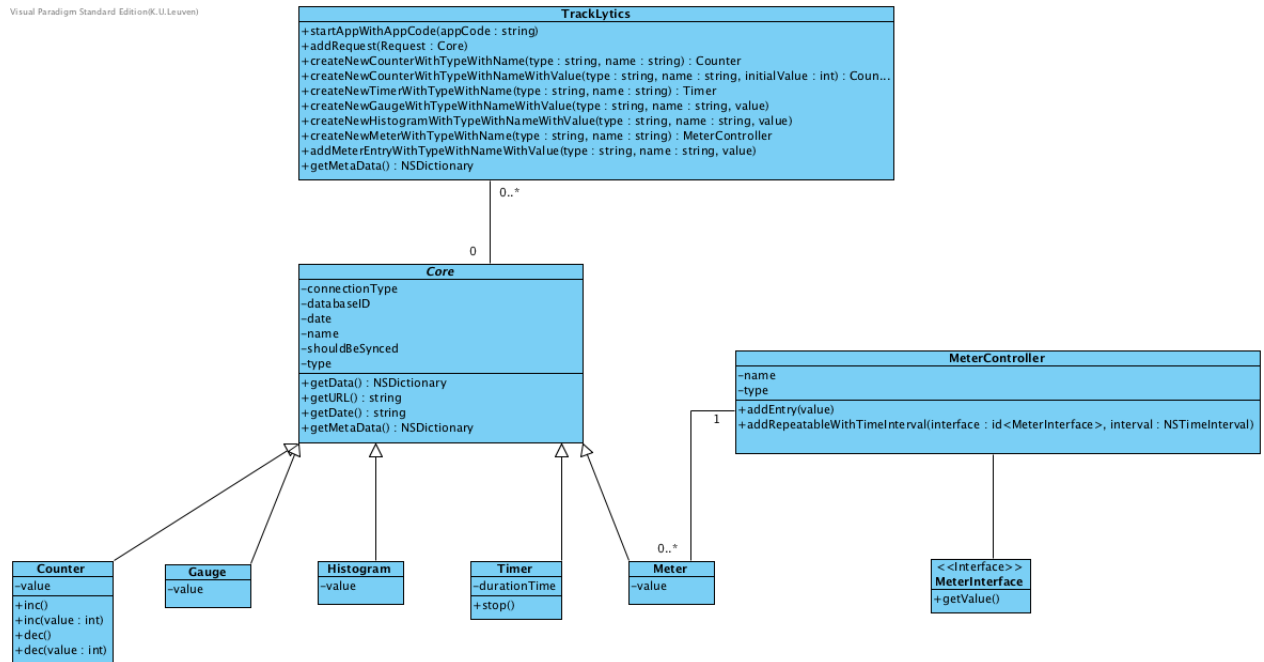 Visual Paradigm Standard Edition(K.U.Leuven)
TrackLytics
+startAppWithAppCode(appCode : string)
+addRequest(Request : Core)
+createNewCounterWithTypeWithName(type : string, name : string) : Counter
+createNewCounterWithTypeWithNameWithValue(type : string, name : string, initialValue : int) : Coun...
+createNewTimerWithTypeWithName(type : string, name : string) : Timer
+createNewGaugeWithTypeWithNameWithValue(type : string, name : string, value)
+createNewHistogramWithTypeWithNameWithValue(type : string, name : string, value)
+createNewMeterWithTypeWithName(type : string, name : string) : MeterController
+addMeterEntryWithTypeWithNameWithValue(type : string, name : string, value)
+getMetaData() : NSDictionary
0..*
0
Core
-connectionType
-databaseID
-date
-name
-shouldBeSynced
-type
+getData() : NSDictionary
+getURL() : string
+getDate() : string
+getMetaData() : NSDictionary
MeterController
-name
-type
+addEntry(value)
+addRepeatableWithTimeInterval(interface : id<MeterInterface>, interval : NSTimeInterval)
1
0..*
Counter
-value
+inc()
+inc(value : int)
+dec()
+dec(value : int)
Gauge
-value
Histogram
-value
Timer
-durationTime
+stop()
Meter
-value
<<Interface>>
MeterInterface
+getValue()